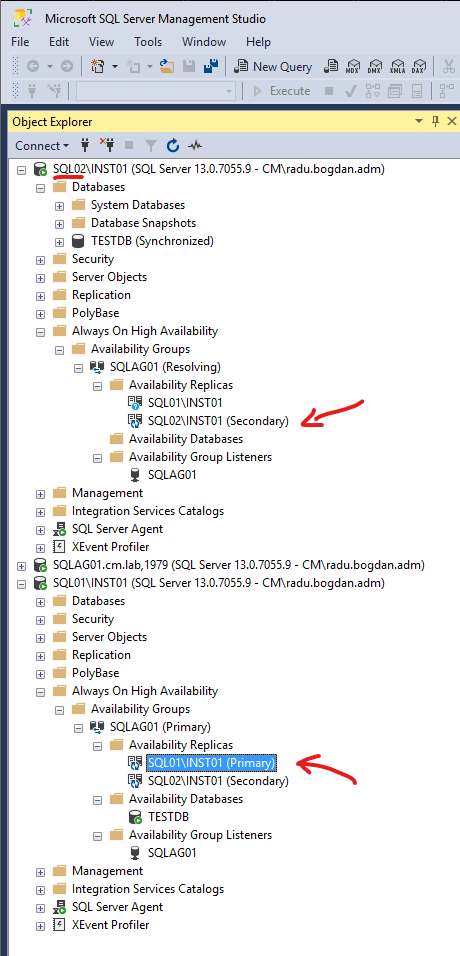 Microsoft SQL Server Management Studio
File Edit View Tools Window Help
New Query MDX DMX XMLA DAX
Execute
Object Explorer
Connect
SQL02\INST01 (SQL Server 13.0.7055.9 - CM\radu.bogdan.adm)
Databases
System Databases
Database Snapshots
TESTDB (Synchronized)
Security
Server Objects
Replication
PolyBase
Always On High Availability
Availability Groups
SQLAG01 (Resolving)
Availability Replicas
SQL01\INST01
SQL02\INST01 (Secondary)
Availability Databases
Availability Group Listeners
SQLAG01
Management
Integration Services Catalogs
SQL Server Agent
XEvent Profiler
SQLAG01.cm.lab,1979 (SQL Server 13.0.7055.9 - CM\radu.bogdan.adm)
SQL01\INST01 (SQL Server 13.0.7055.9 - CM\radu.bogdan.adm)
Databases
Security
Server Objects
Replication
PolyBase
Always On High Availability
Availability Groups
SQLAG01 (Primary)
Availability Replicas
SQL01\INST01 (Primary)
SQL02\INST01 (Secondary)
Availability Databases
TESTDB
Availability Group Listeners
SQLAG01
Management
Integration Services Catalogs
SQL Server Agent
XEvent Profiler